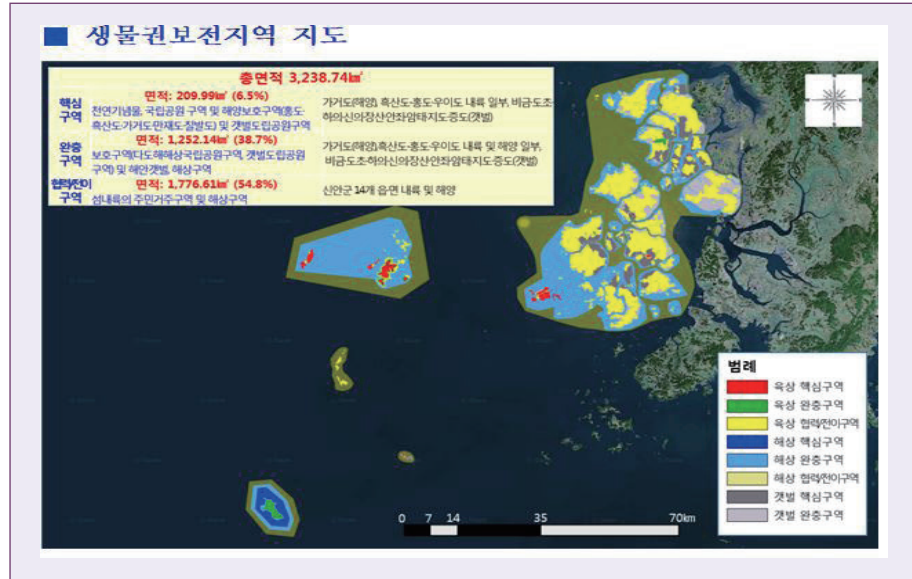 ■ 생물권보전지역 지도
총면적 3,238.74㎢
핵심
구역
면적: 209.99㎢ (6.5%)
천연기념물, 국립공원 구역 및 해양보호구역(홍도·
흑산도·가거도·만재도·칠발도) 및 갯벌도립공원구역
가거도(해양), 흑산도·홍도·우이도 내륙 일부, 비금도초·
하의신의장산안좌암태지도증도(갯벌)
완충
구역
면적: 1,252.14㎢ (38.7%)
보호구역(다도해해상국립공원구역, 갯벌도립공원
구역) 및 해안갯벌, 해상구역
가거도(해양)·흑산도·홍도·우이도 내륙 및 해양 일부,
비금도초·하의신의장산안좌암태지도증도(갯벌)
협력/전이
구역
면적: 1,776.61㎢ (54.8%)
섬내륙의 주민거주구역 및 해상구역
신안군 14개 읍면 내륙 및 해양
범례
육상 핵심구역
육상 완충구역
육상 협력/전이구역
해상 핵심구역
해상 완충구역
해상 협력/전이구역
갯벌 핵심구역
갯벌 완충구역
0 7 14 35 70km